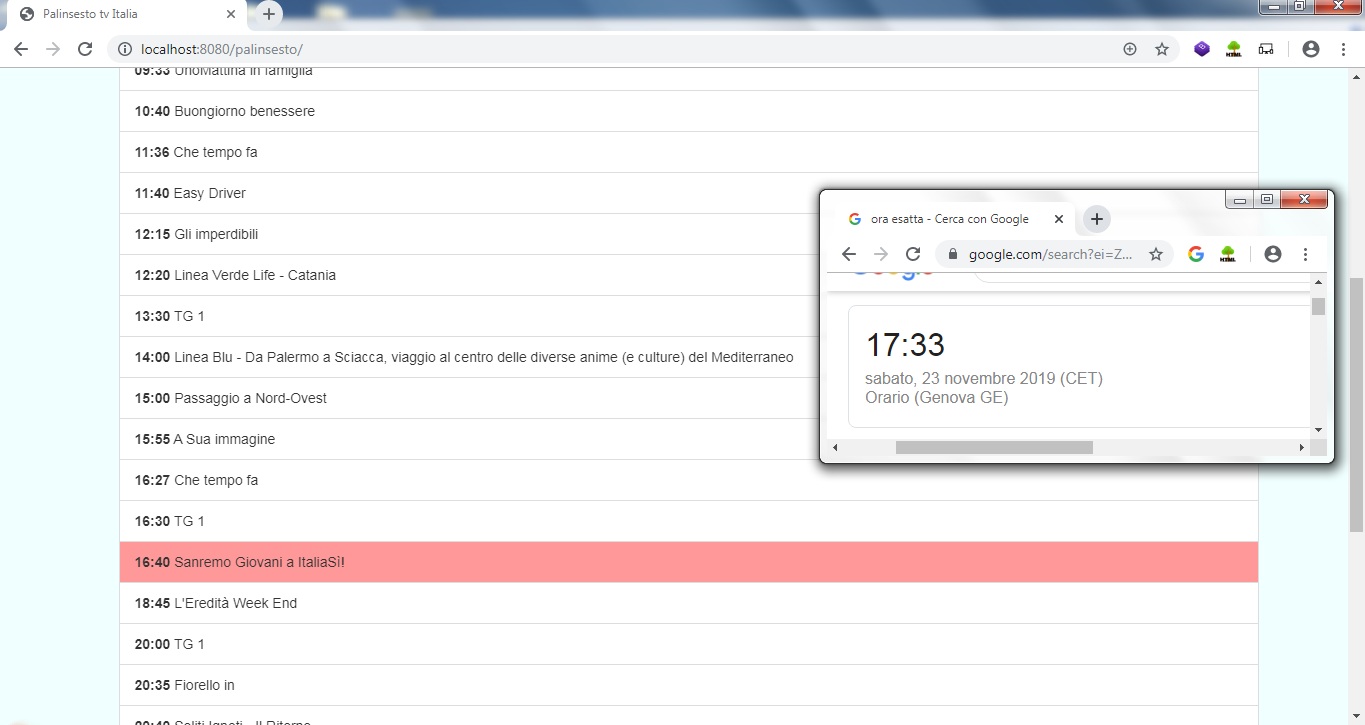 Palinsesto tv Italia
localhost:8080/palinsesto/
09:33 UnoMattina in famiglia
10:40 Buongiorno benessere
11:36 Che tempo fa
11:40 Easy Driver
12:15 Gli imperdibili
12:20 Linea Verde Life - Catania
13:30 TG 1
14:00 Linea Blu - Da Palermo a Sciacca, viaggio al centro delle diverse anime (e culture) del Mediterraneo
15:00 Passaggio a Nord-Ovest
15:55 A Sua immagine
16:27 Che tempo fa
16:30 TG 1
16:40 Sanremo Giovani a ItaliaSì!
18:45 L'Eredità Week End
20:00 TG 1
20:35 Fiorello in
20:40 Soliti Ignoti - Il Ritorno
ora esatta - Cerca con Google
google.com/search?ei=Z...
Google
17:33
sabato, 23 novembre 2019 (CET)
Orario (Genova GE)